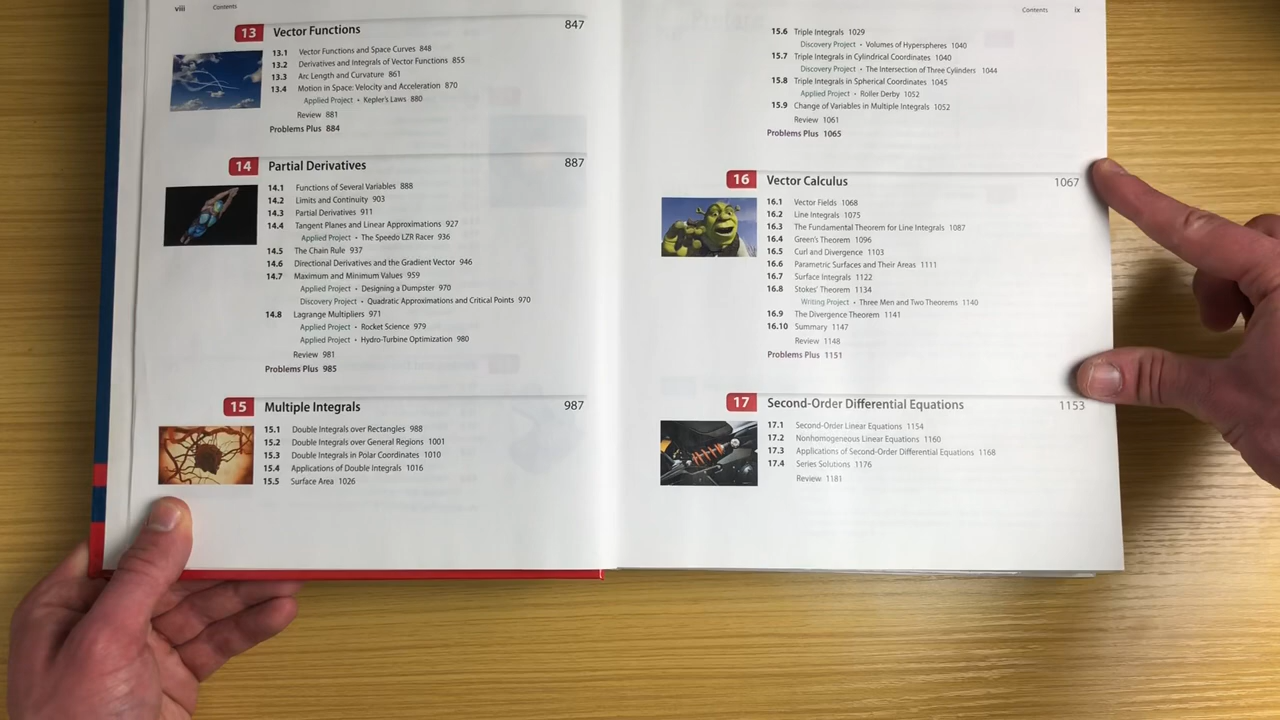 viii Contents
13 Vector Functions 847
13.1 Vector Functions and Space Curves 848
13.2 Derivatives and Integrals of Vector Functions 855
13.3 Arc Length and Curvature 861
13.4 Motion in Space: Velocity and Acceleration 870
Applied Project • Kepler's Laws 880
Review 881
Problems Plus 884
14 Partial Derivatives 887
14.1 Functions of Several Variables 888
14.2 Limits and Continuity 903
14.3 Partial Derivatives 911
14.4 Tangent Planes and Linear Approximations 927
Applied Project • The Speedo LZR Racer 936
14.5 The Chain Rule 937
14.6 Directional Derivatives and the Gradient Vector 946
14.7 Maximum and Minimum Values 959
Applied Project • Designing a Dumpster 970
Discovery Project • Quadratic Approximations and Critical Points 970
14.8 Lagrange Multipliers 971
Applied Project • Rocket Science 979
Applied Project • Hydro-Turbine Optimization 980
Review 981
Problems Plus 985
15 Multiple Integrals 987
15.1 Double Integrals over Rectangles 988
15.2 Double Integrals over General Regions 1001
15.3 Double Integrals in Polar Coordinates 1010
15.4 Applications of Double Integrals 1016
15.5 Surface Area 1026
Contents ix
15.6 Triple Integrals 1029
Discovery Project • Volumes of Hyperspheres 1040
15.7 Triple Integrals in Cylindrical Coordinates 1040
Discovery Project • The Intersection of Three Cylinders 1044
15.8 Triple Integrals in Spherical Coordinates 1045
Applied Project • Roller Derby 1052
15.9 Change of Variables in Multiple Integrals 1052
Review 1061
Problems Plus 1065
16 Vector Calculus 1067
16.1 Vector Fields 1068
16.2 Line Integrals 1075
16.3 The Fundamental Theorem for Line Integrals 1087
16.4 Green's Theorem 1096
16.5 Curl and Divergence 1103
16.6 Parametric Surfaces and Their Areas 1111
16.7 Surface Integrals 1122
16.8 Stokes' Theorem 1134
Writing Project • Three Men and Two Theorems 1140
16.9 The Divergence Theorem 1141
16.10 Summary 1147
Review 1148
Problems Plus 1151
17 Second-Order Differential Equations 1153
17.1 Second-Order Linear Equations 1154
17.2 Nonhomogeneous Linear Equations 1160
17.3 Applications of Second-Order Differential Equations 1168
17.4 Series Solutions 1176
Review 1181